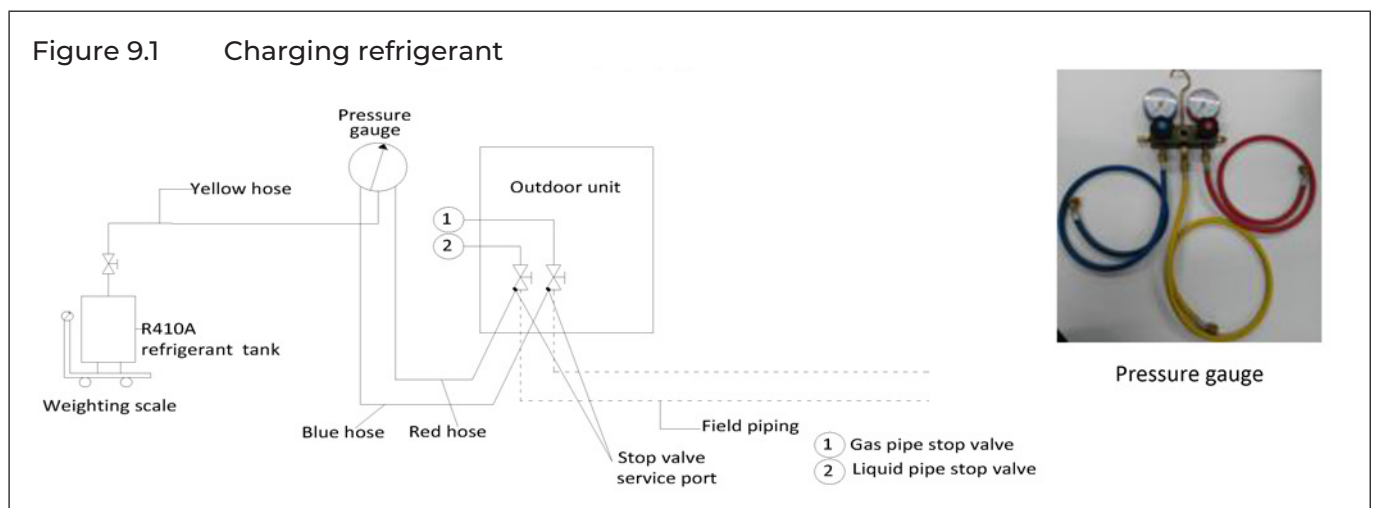 Figure 9.1 Charging refrigerant
Pressure
gauge
Yellow hose
Outdoor unit
1
2
R410A
refrigerant tank
Weighting scale
Blue hose
Red hose
Field piping
Stop valve
service port
1 Gas pipe stop valve
2 Liquid pipe stop valve
Pressure gauge